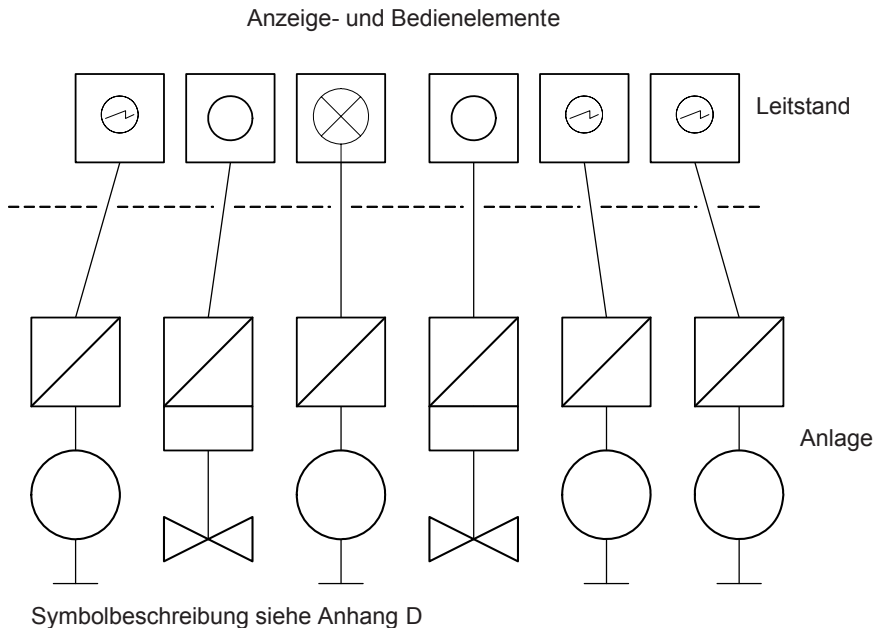 Anzeige- und Bedienelemente
Leitstand
Anlage
Symbolbeschreibung siehe Anhang D